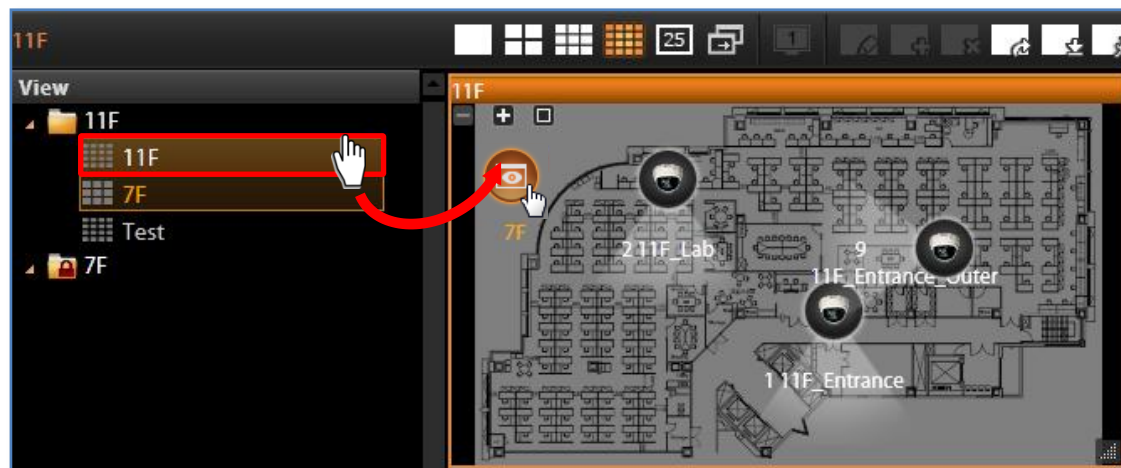 11F
25
1
View
11F
11F
7F
Test
7F
11F
7F
2 11F_Lab
9
11F_Entrance_Outer
1 11F_Entrance